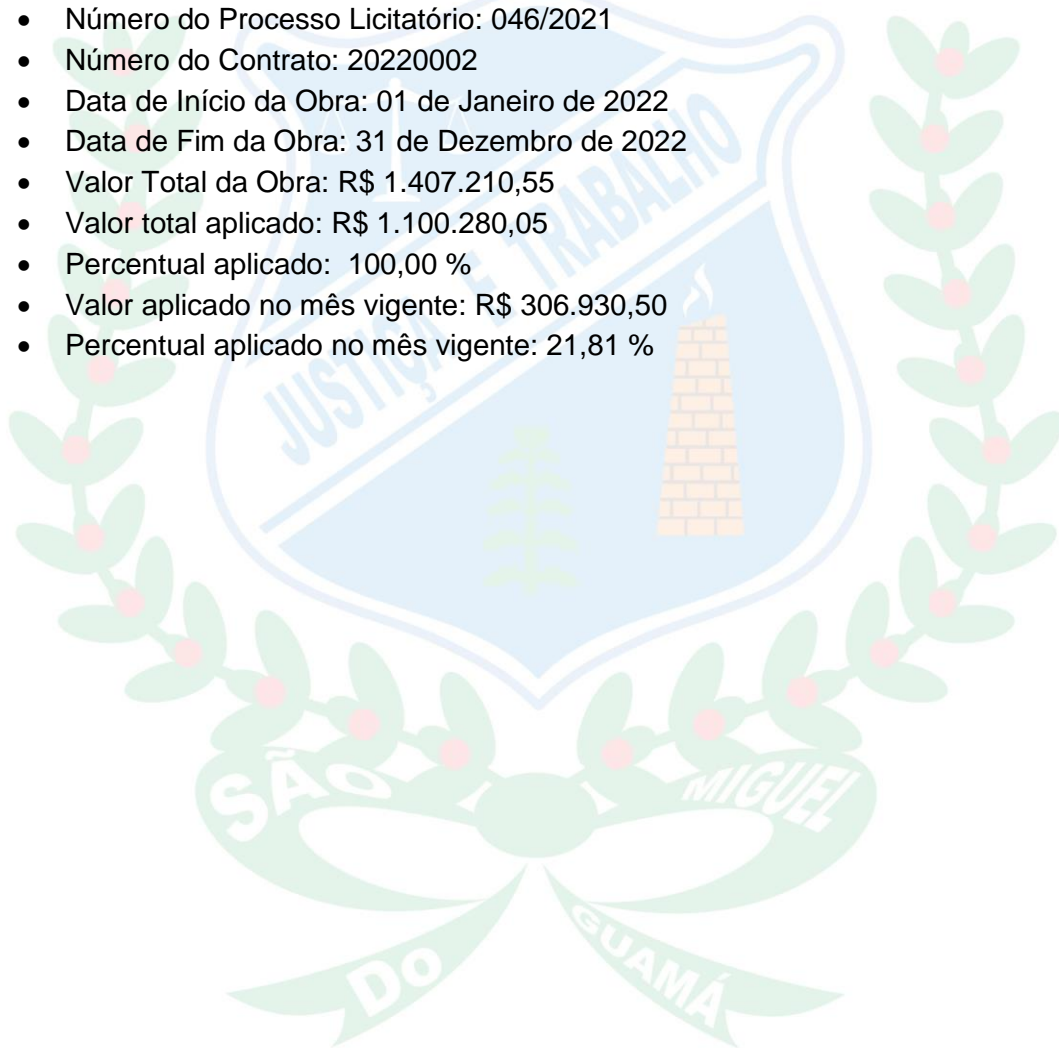 • Número do Processo Licitatório: 046/2021
• Número do Contrato: 20220002
• Data de Início da Obra: 01 de Janeiro de 2022
• Data de Fim da Obra: 31 de Dezembro de 2022
• Valor Total da Obra: R$ 1.407.210,55
• Valor total aplicado: R$ 1.100.280,05
• Percentual aplicado: 100,00 %
• Valor aplicado no mês vigente: R$ 306.930,50
• Percentual aplicado no mês vigente: 21,81 %
JUSTIÇA E TRABALHO
SÃO MIGUEL
DO GUAMÁ